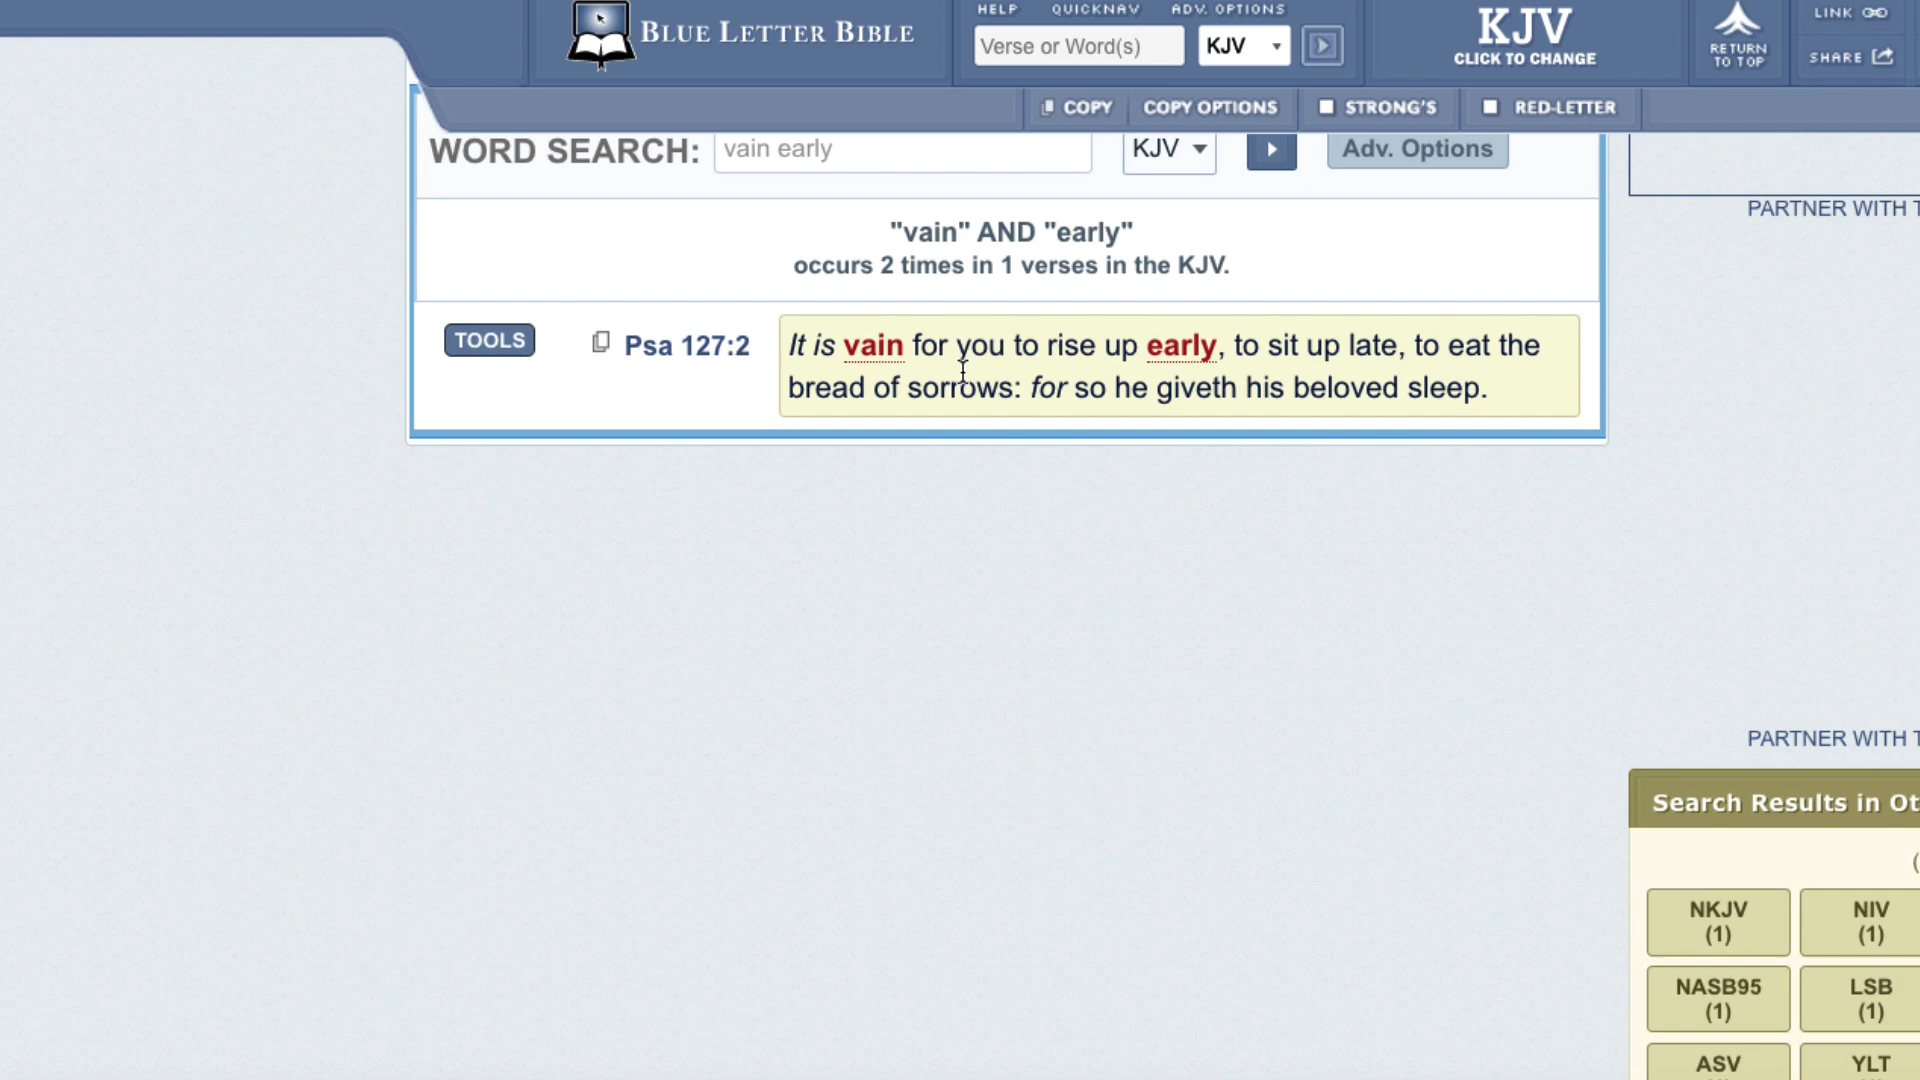 HELP QUICKNAV ADV. OPTIONS
BLUE LETTER BIBLE
Verse or Word(s) KJV
KJV
CLICK TO CHANGE
RETURN
TO TOP
LINK
SHARE
COPY COPY OPTIONS STRONG'S RED-LETTER
WORD SEARCH: vain early KJV Adv. Options
PARTNER WITH
"vain" AND "early"
occurs 2 times in 1 verses in the KJV.
TOOLS Psa 127:2 It is vain for you to rise up early, to sit up late, to eat the
bread of sorrows: for so he giveth his beloved sleep.
PARTNER WITH
Search Results in
(
NKJV NIV
(1) (1)
NASB95 LSB
(1) (1)
ASV YLT